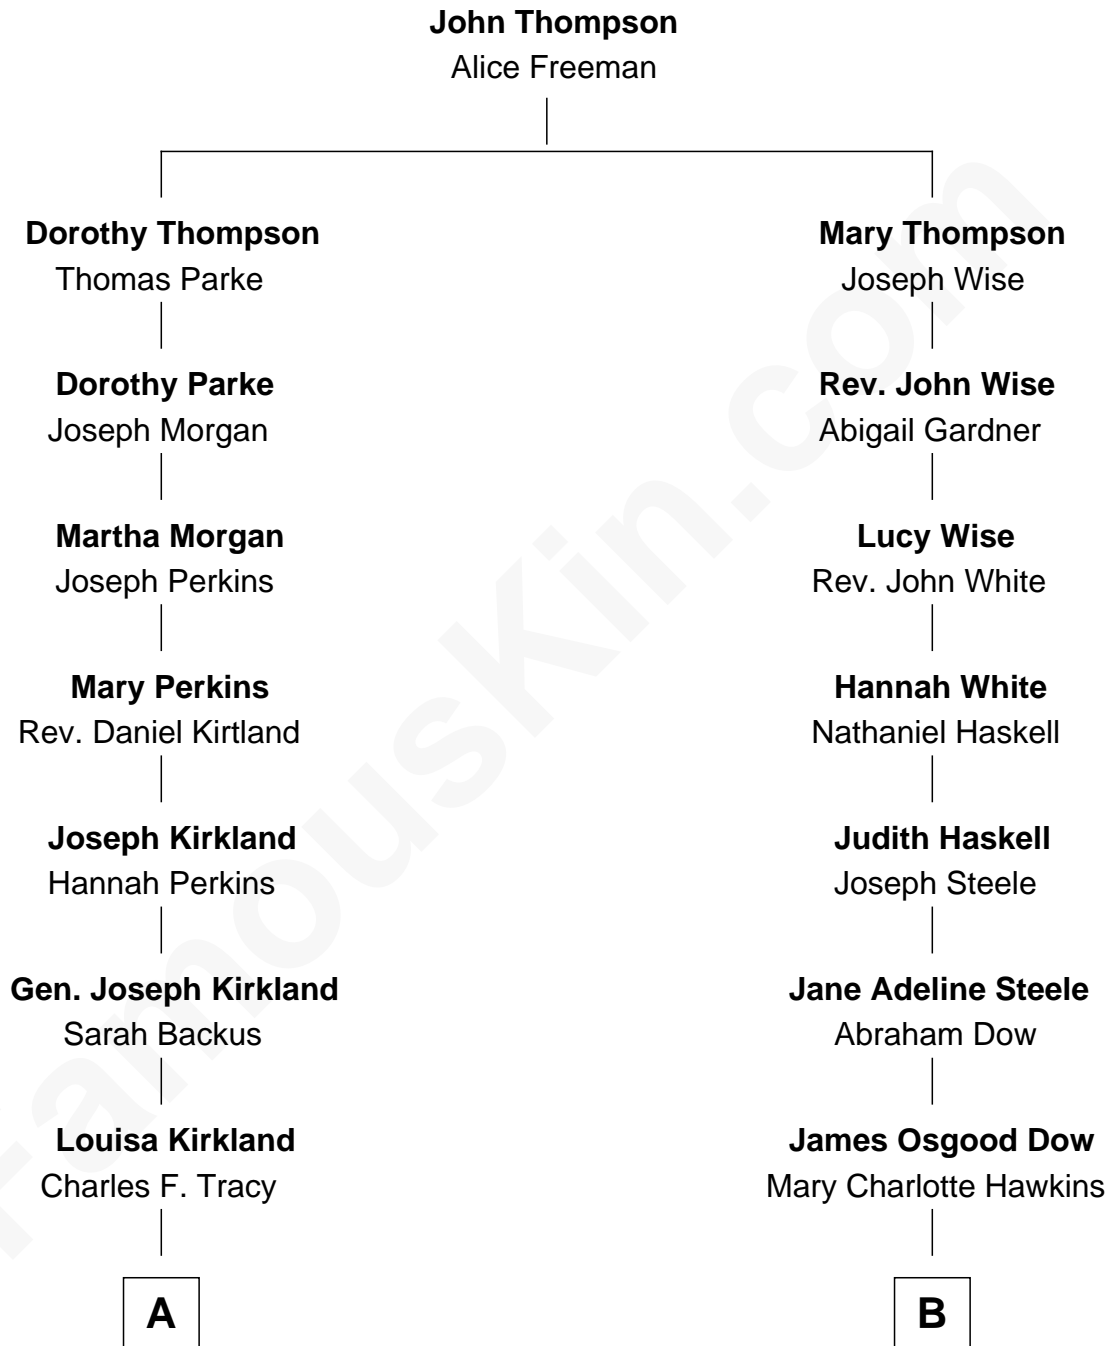 John Thompson
Alice Freeman
Dorothy Thompson
Thomas Parke
Mary Thompson
Joseph Wise
Dorothy Parke
Joseph Morgan
Rev. John Wise
Abigail Gardner
Martha Morgan
Joseph Perkins
Lucy Wise
Rev. John White
Mary Perkins
Rev. Daniel Kirtland
Hannah White
Nathaniel Haskell
Joseph Kirkland
Hannah Perkins
Judith Haskell
Joseph Steele
Gen. Joseph Kirkland
Sarah Backus
Jane Adeline Steele
Abraham Dow
Louisa Kirkland
Charles F. Tracy
James Osgood Dow
Mary Charlotte Hawkins
A
B
FamousKin.com